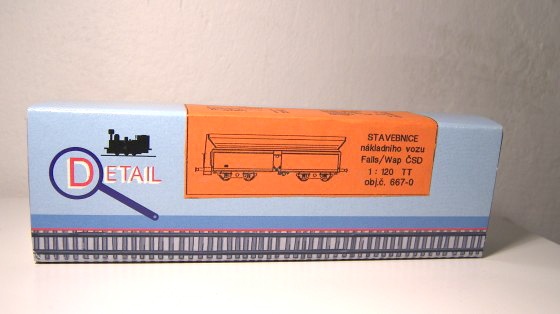 DETAIL
STAVEBNICE
nákladního vozu
Falls/Wap ČSD
1:120 TT
obj.č. 667-0